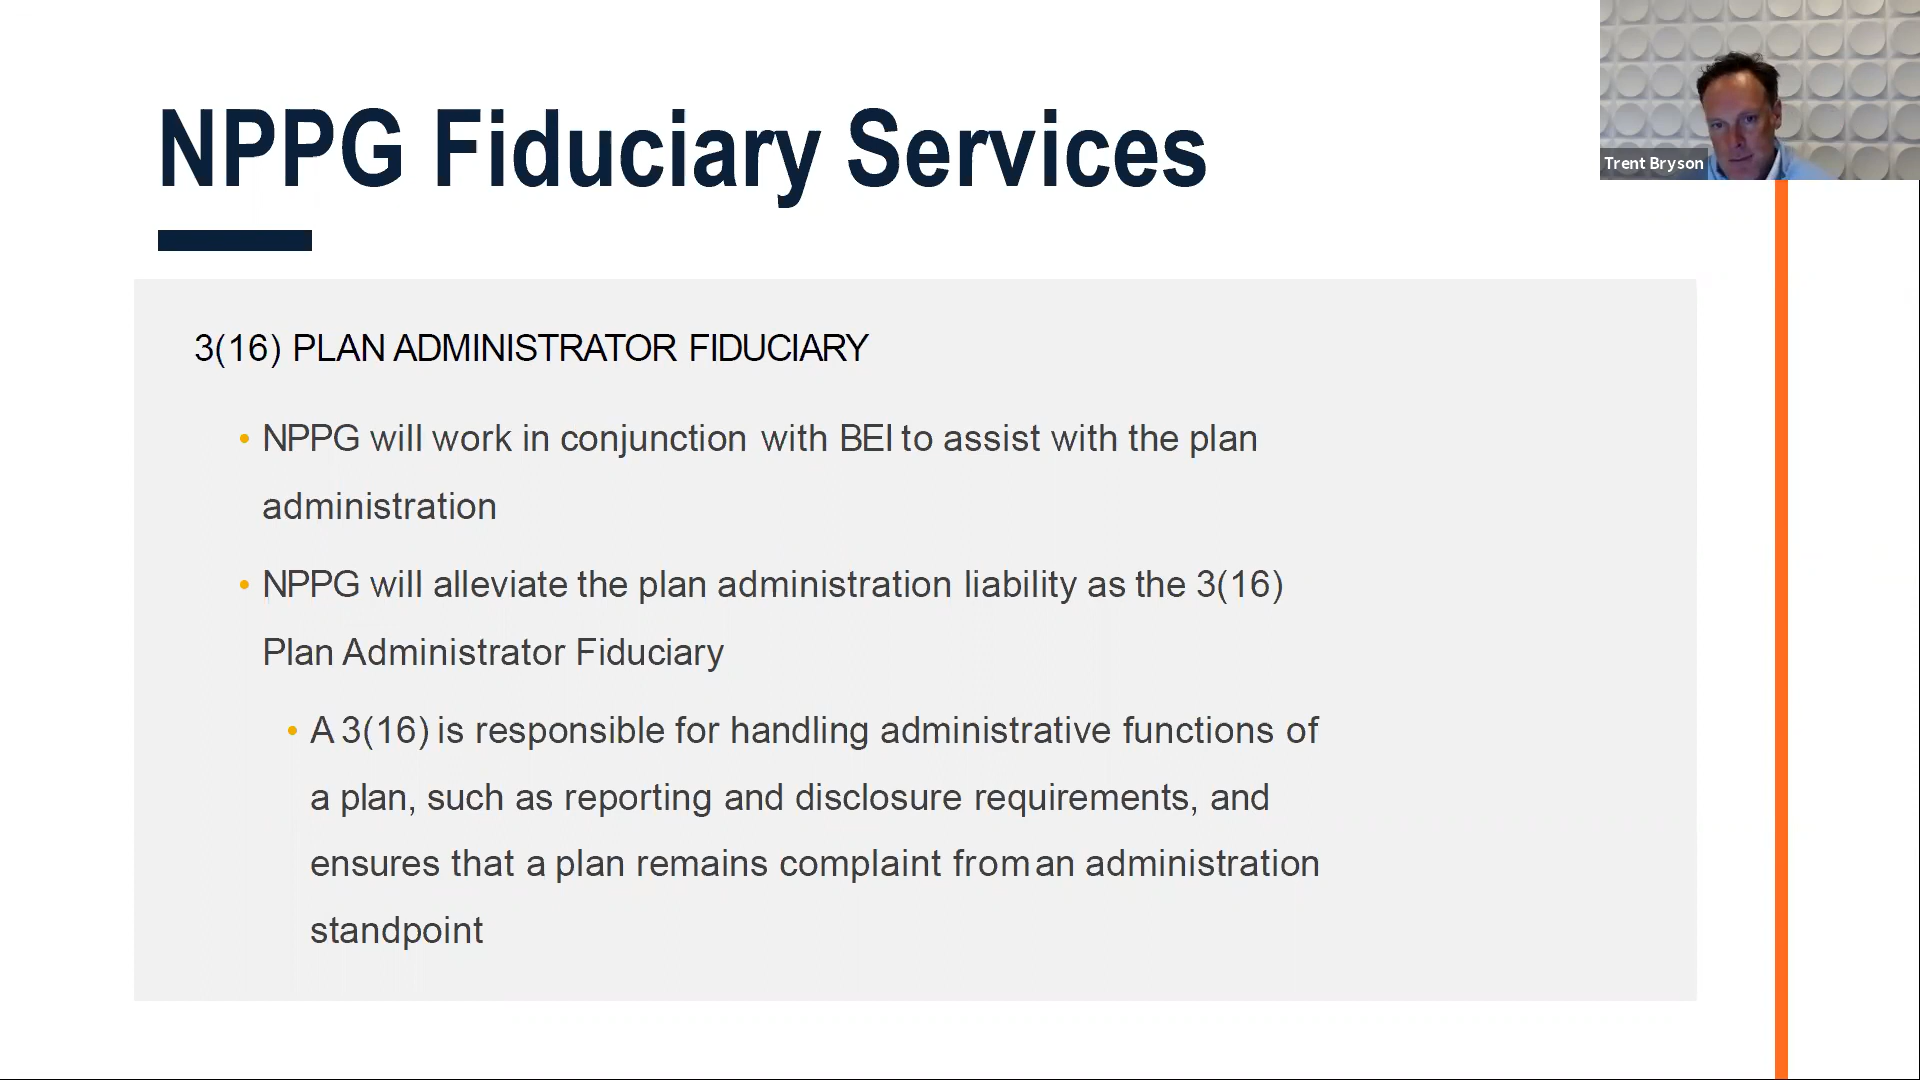 NPPG Fiduciary Services
Trent Bryson
3(16) PLAN ADMINISTRATOR FIDUCIARY
• NPPG will work in conjunction with BEI to assist with the plan
administration
• NPPG will alleviate the plan administration liability as the 3(16)
Plan Administrator Fiduciary
• A 3(16) is responsible for handling administrative functions of
a plan, such as reporting and disclosure requirements, and
ensures that a plan remains complaint from an administration
standpoint